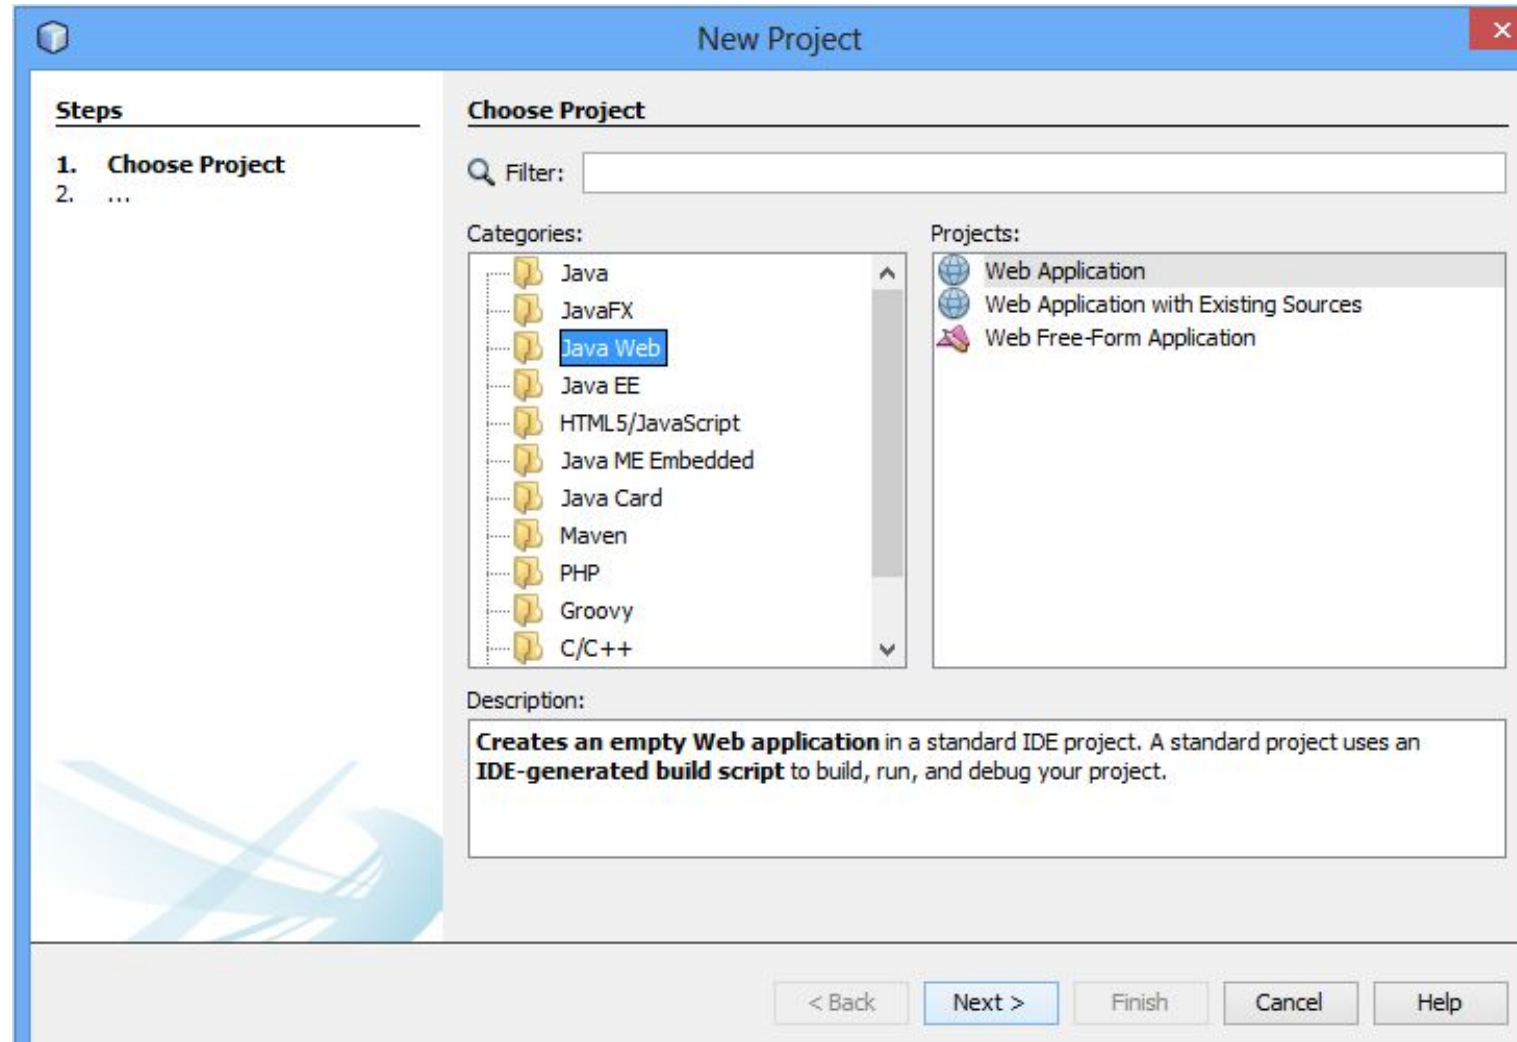 New Project
Steps
1. Choose Project
2. ...
Choose Project
Filter:
Categories:
Java
JavaFX
Java Web
Java EE
HTML5/JavaScript
Java ME Embedded
Java Card
Maven
PHP
Groovy
C/C++
Projects:
Web Application
Web Application with Existing Sources
Web Free-Form Application
Description:
Creates an empty Web application in a standard IDE project. A standard project uses an
IDE-generated build script to build, run, and debug your project.
< Back
Next >
Finish
Cancel
Help